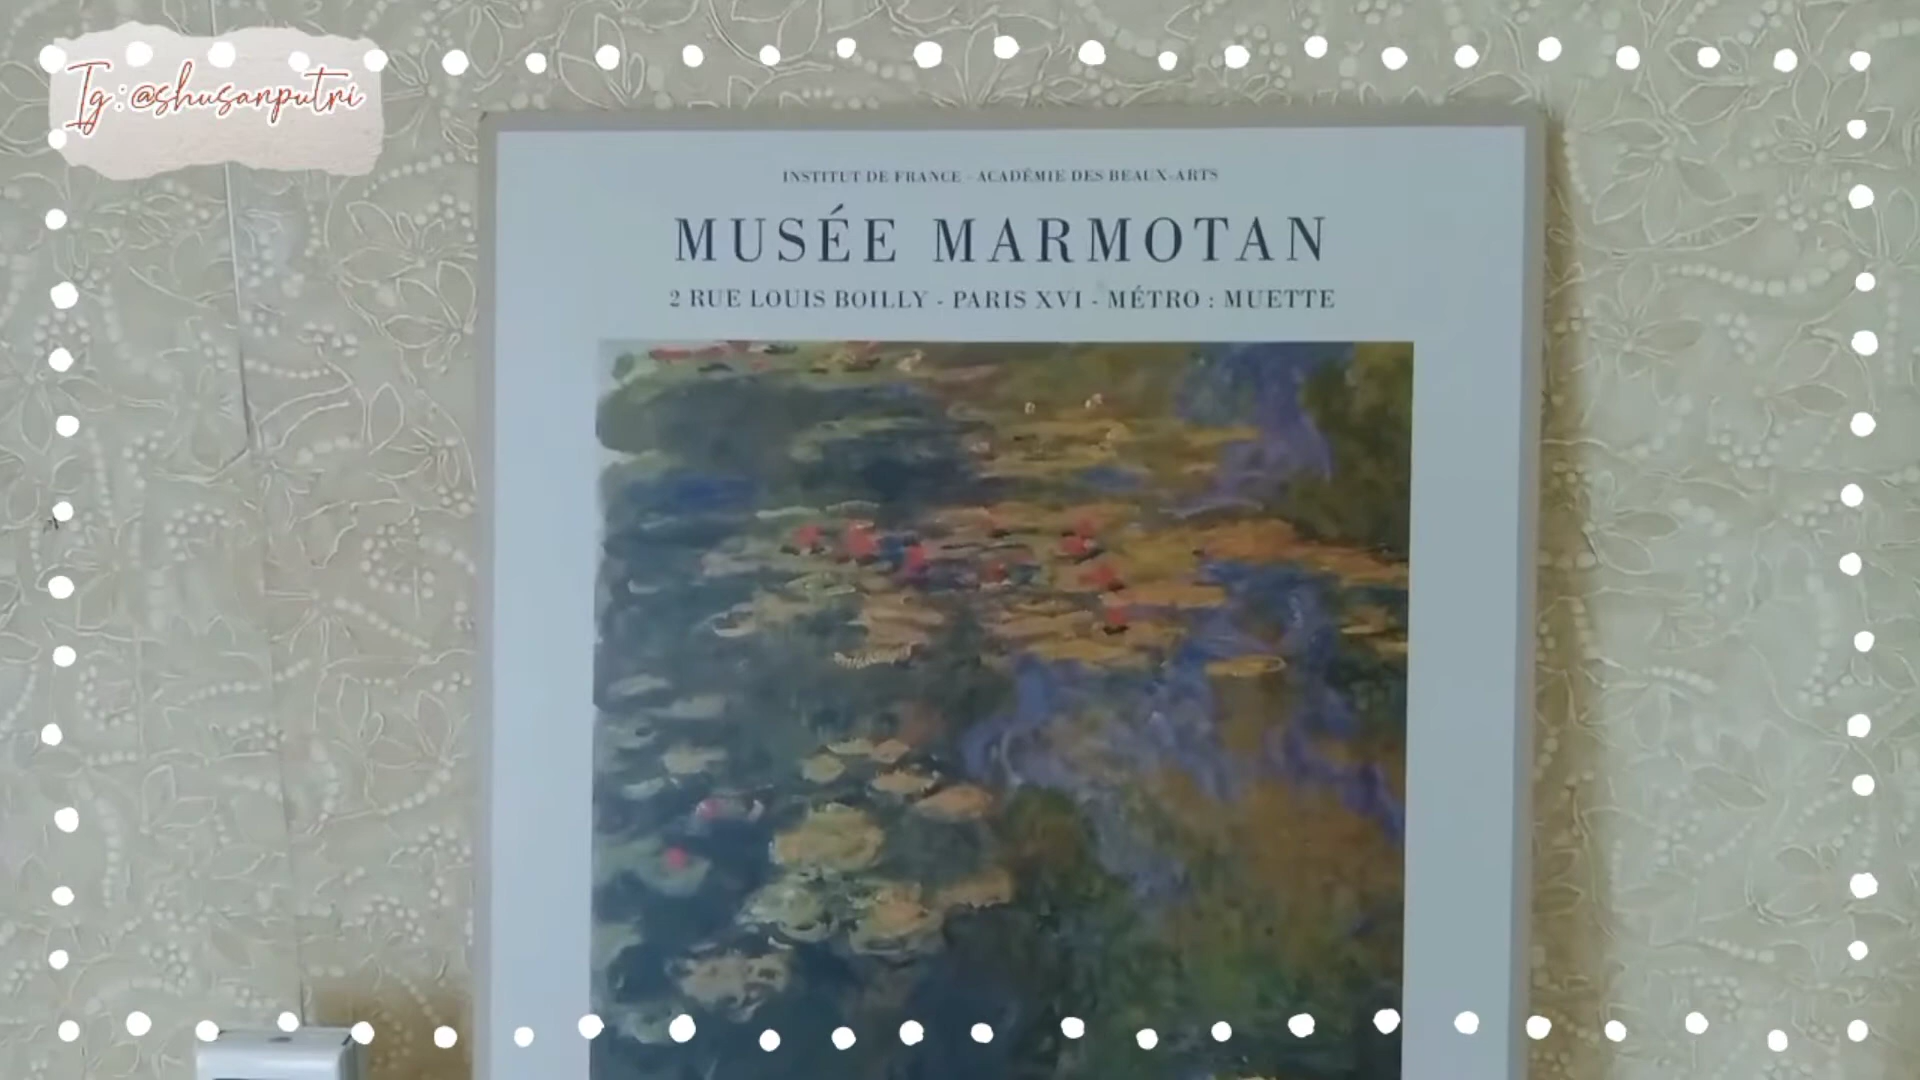 Ig:@shusanputri
INSTITUT DE FRANCE - ACADÉMIE DES BEAUX-ARTS
MUSÉE MARMOTAN
2 RUE LOUIS BOILLY - PARIS XVI - MÉTRO : MUETTE